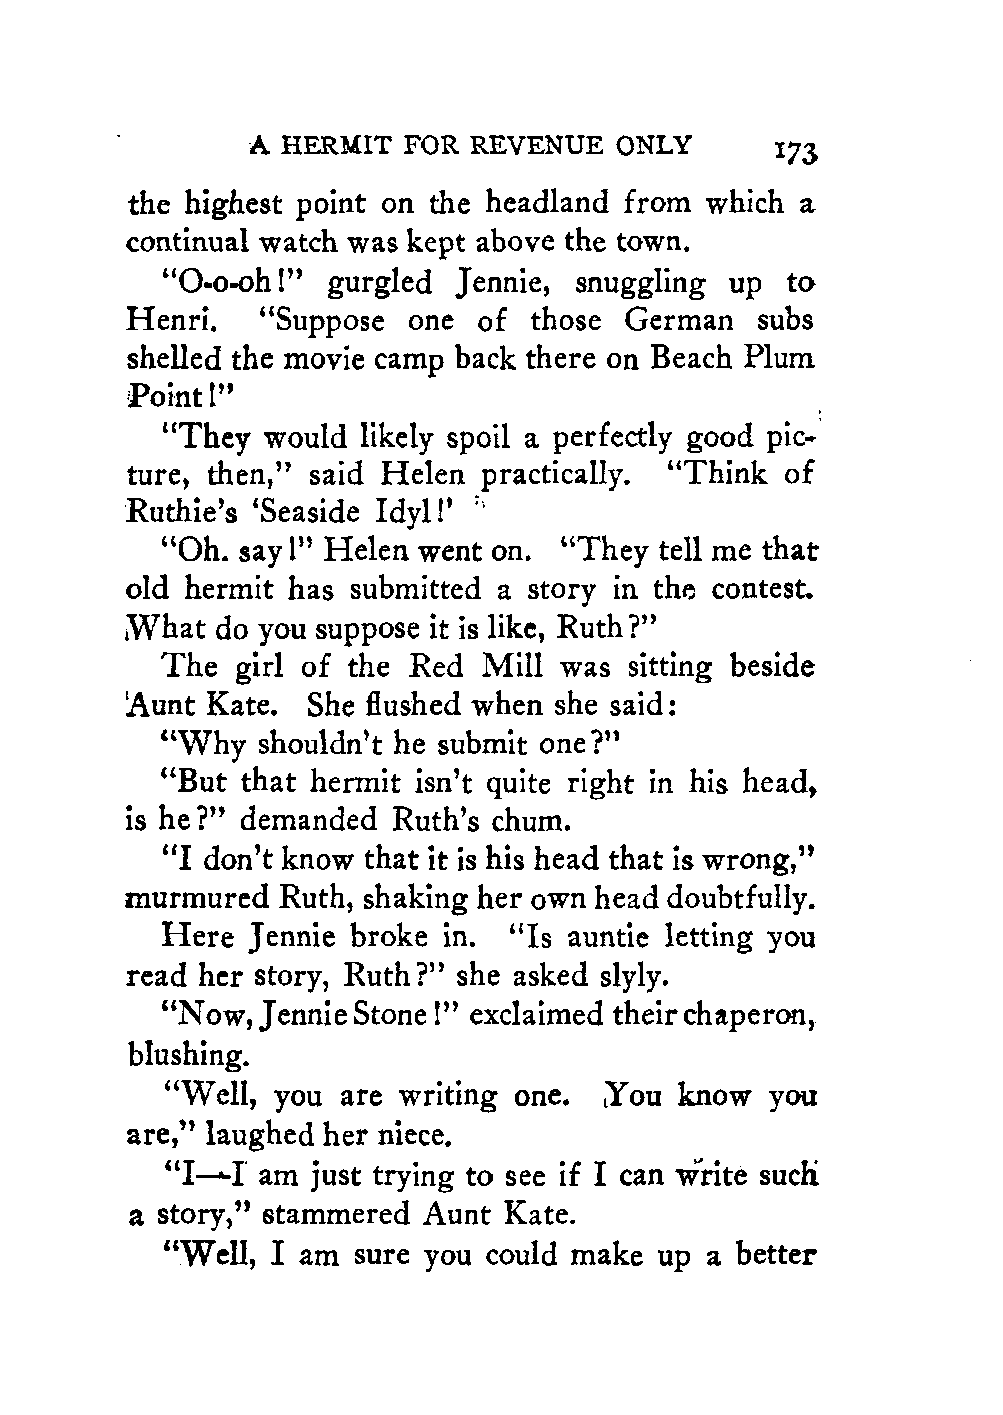 A HERMIT FOR REVENUE ONLY 173
the highest point on the headland from which a
continual watch was kept above the town.
“O-o-oh!” gurgled Jennie, snuggling up to
Henri. “Suppose one of those German subs
shelled the movie camp back there on Beach Plum
Point!”
“They would likely spoil a perfectly good pic-
ture, then,” said Helen practically. “Think of
Ruthie’s ‘Seaside Idyl!’
“Oh. say!” Helen went on. “They tell me that
old hermit has submitted a story in the contest.
What do you suppose it is like, Ruth?”
The girl of the Red Mill was sitting beside
Aunt Kate. She flushed when she said:
“Why shouldn’t he submit one?”
“But that hermit isn’t quite right in his head,
is he?” demanded Ruth’s chum.
“I don’t know that it is his head that is wrong,”
murmured Ruth, shaking her own head doubtfully.
Here Jennie broke in. “Is auntie letting you
read her story, Ruth?” she asked slyly.
“Now, Jennie Stone!” exclaimed their chaperon,
blushing.
“Well, you are writing one. You know you
are,” laughed her niece.
“I—I am just trying to see if I can write such
a story,” stammered Aunt Kate.
“Well, I am sure you could make up a better